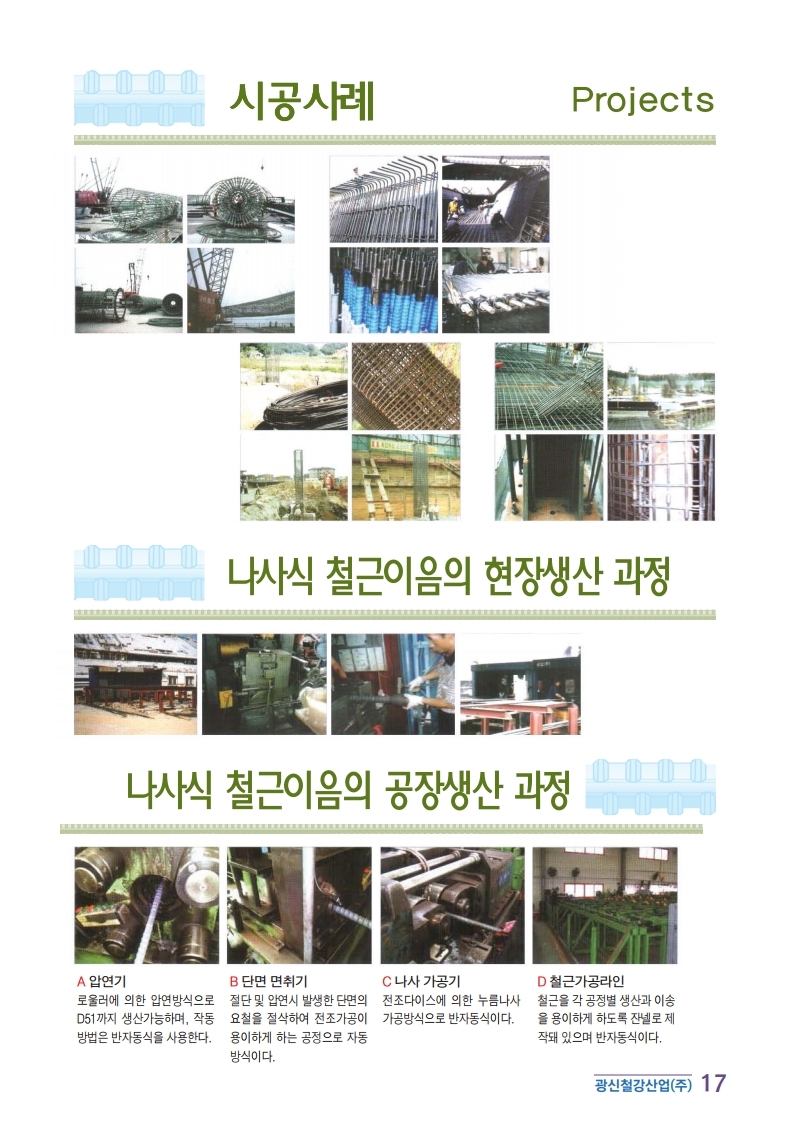 시공사례
Projects
나사식 철근이음의 현장생산 과정
나사식 철근이음의 공장생산 과정
A 압연기
로울러에 의한 압연방식으로
D51까지 생산가능하며, 작동
방법은 반자동식을 사용한다.
B 단면 면취기
절단 및 압연시 발생한 단면의
요철을 절삭하여 전조가공이
용이하게 하는 공정으로 자동
방식이다.
C 나사 가공기
전조다이스에 의한 누름나사
가공방식으로 반자동식이다.
D 철근가공라인
철근을 각 공정별 생산과 이송
을 용이하게 하도록 잔넬로 제
작돼 있으며 반자동식이다.
광신철강산업(주) 17